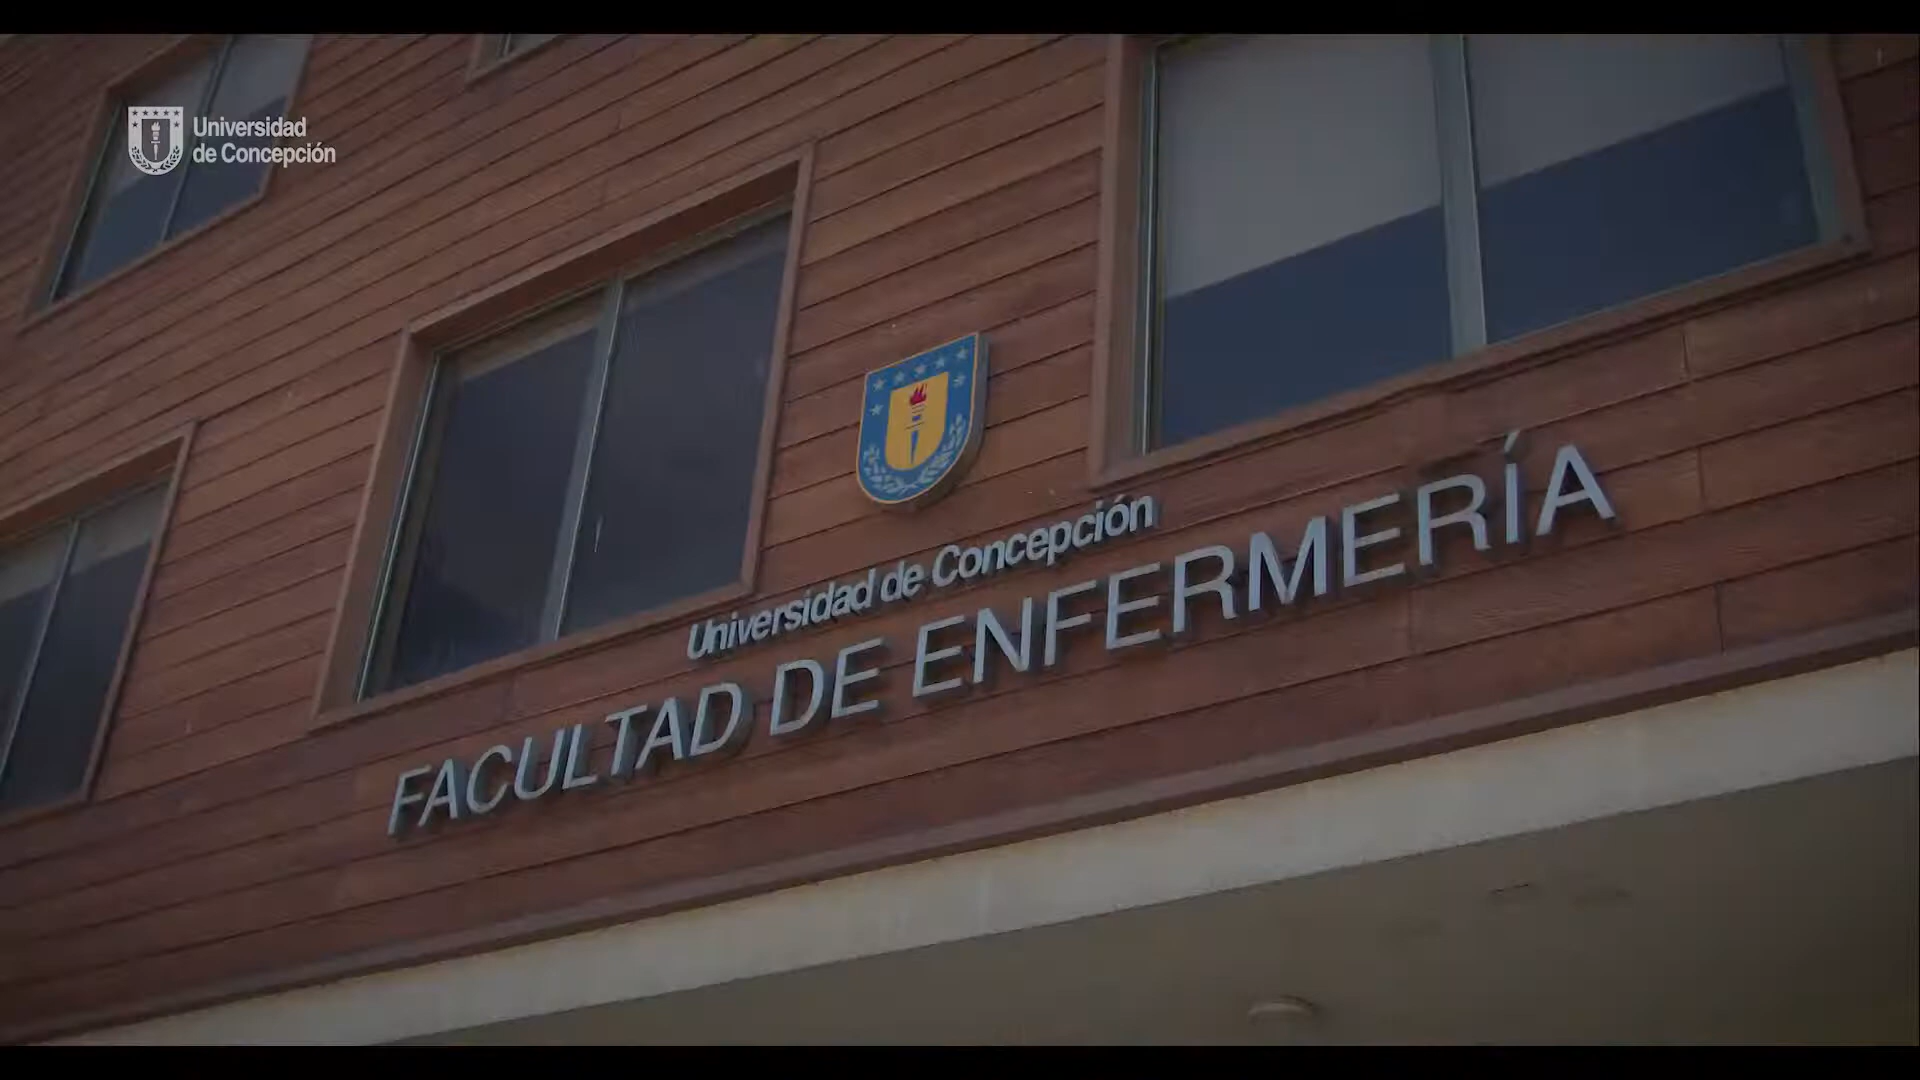 Universidad
de Concepción
Universidad de Concepción
FACULTAD DE ENFERMERÍA